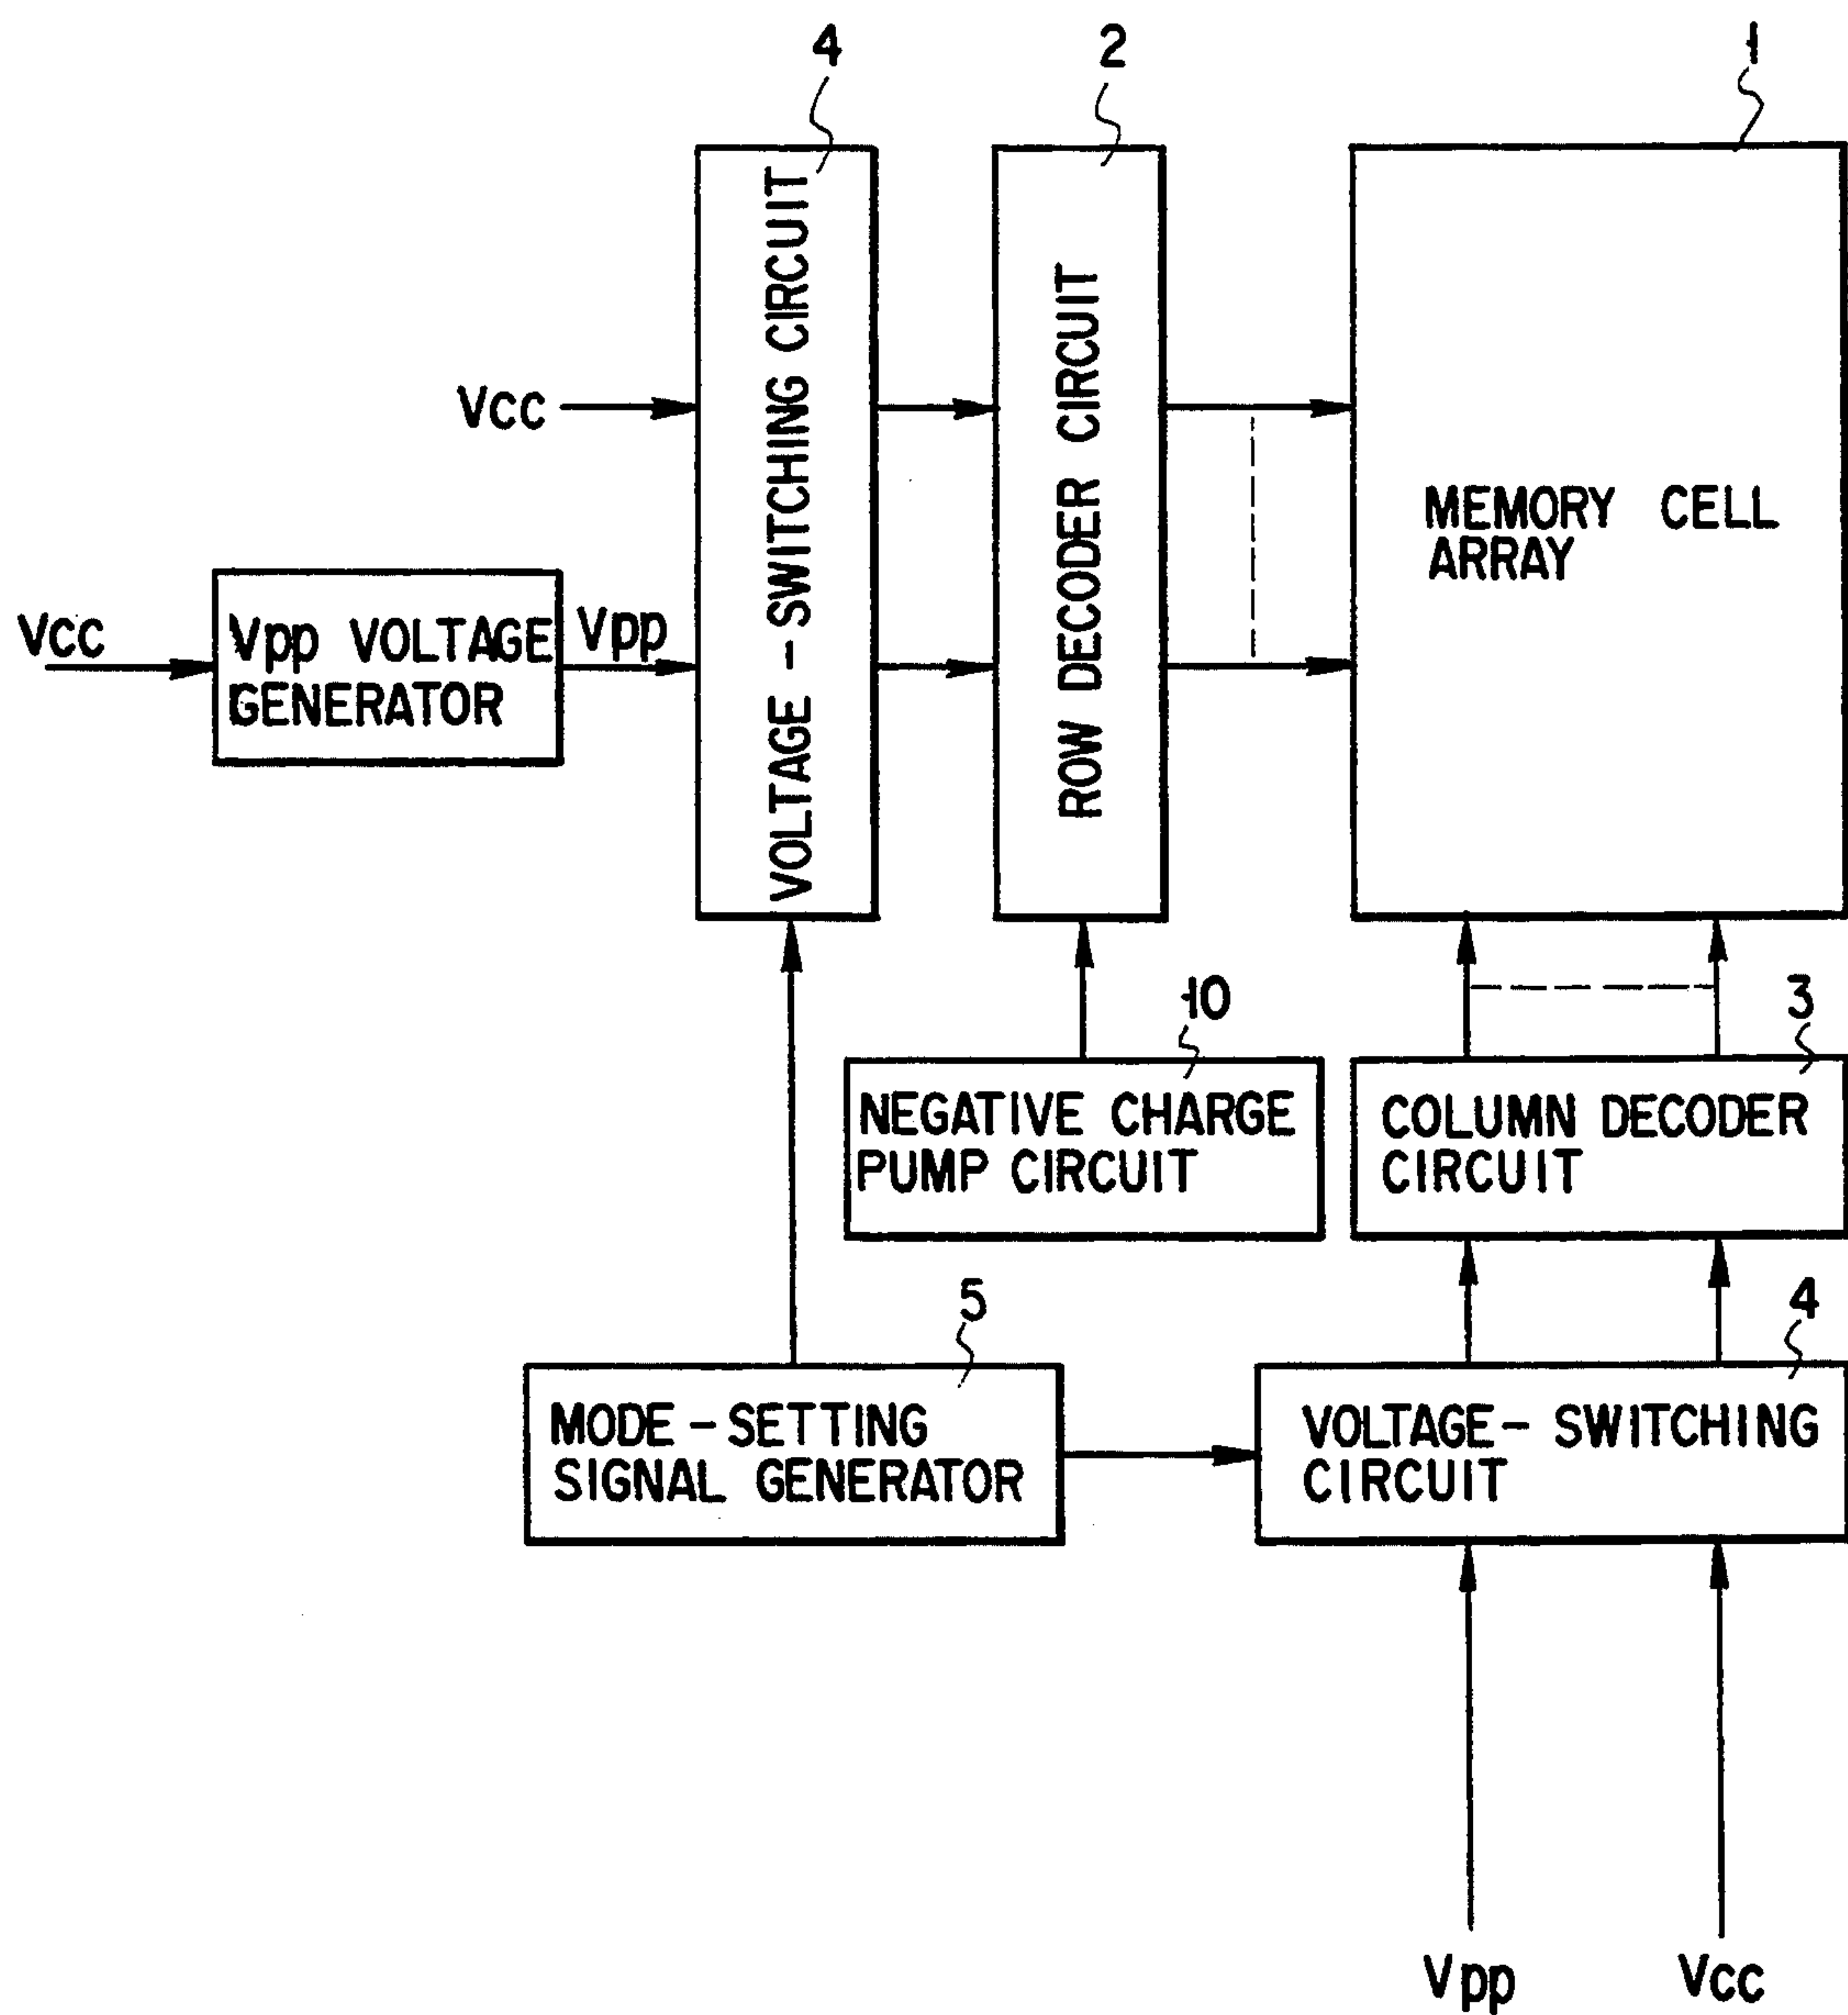 4
2
1
VOLTAGE - SWITCHING CIRCUIT
ROW DECODER CIRCUIT
MEMORY CELL
ARRAY
Vcc
Vcc
Vpp VOLTAGE
GENERATOR
Vpp
10
3
NEGATIVE CHARGE
PUMP CIRCUIT
COLUMN DECODER
CIRCUIT
5
4
MODE - SETTING
SIGNAL GENERATOR
VOLTAGE - SWITCHING
CIRCUIT
Vpp
Vcc